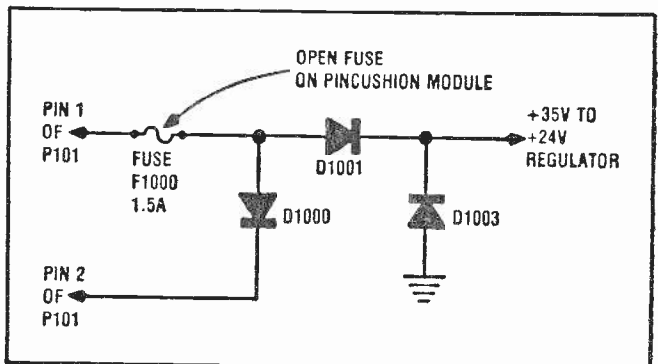 OPEN FUSE
ON PINCUSHION MODULE
PIN 1
OF
P101
FUSE
F1000
1.5A
D1001
+35V TO
+24V
REGULATOR
D1000
D1003
PIN 2
OF
P101